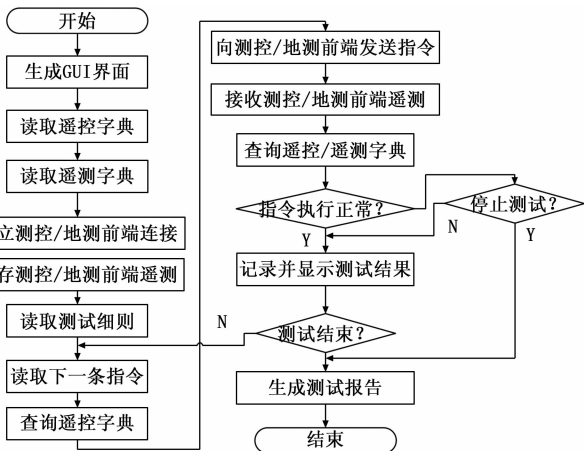 开始
生成GUI界面
读取遥控字典
读取遥测字典
立测控/地测前端连接
存测控/地测前端遥测
读取测试细则
读取下一条指令
查询遥控字典
向测控/地测前端发送指令
接收测控/地测前端遥测
查询遥控/遥测字典
指令执行正常?
停止测试?
Y
N
Y
记录并显示测试结果
N
测试结束?
生成测试报告
结束